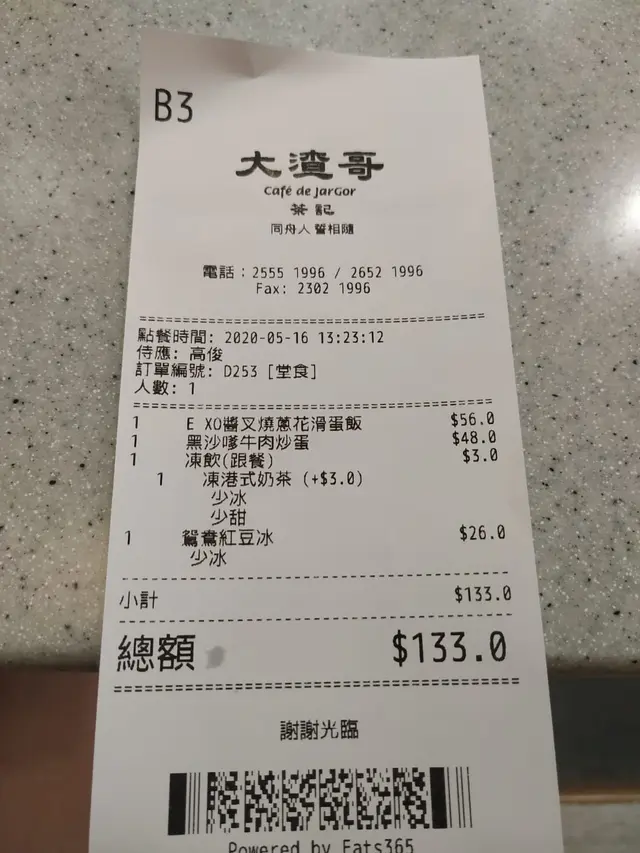 B3
大渣哥
Café de JarGor
茶記
同舟人 誓相隨
電話：2555 1996 / 2652 1996
Fax: 2302 1996
點餐時間: 2020-05-16 13:23:12
侍應: 高俊
訂單編號: D253 [堂食]
人數: 1
1 E XO醬叉燒蔥花滑蛋飯 $56.0
1 黑沙嗲牛肉炒蛋 $48.0
1 凍飲(跟餐) $3.0
1 凍港式奶茶 (+$3.0)
少冰
少甜
1 鴛鴦紅豆冰 $26.0
少冰
小計 $133.0
總額 $133.0
謝謝光臨
Powered by Eats365